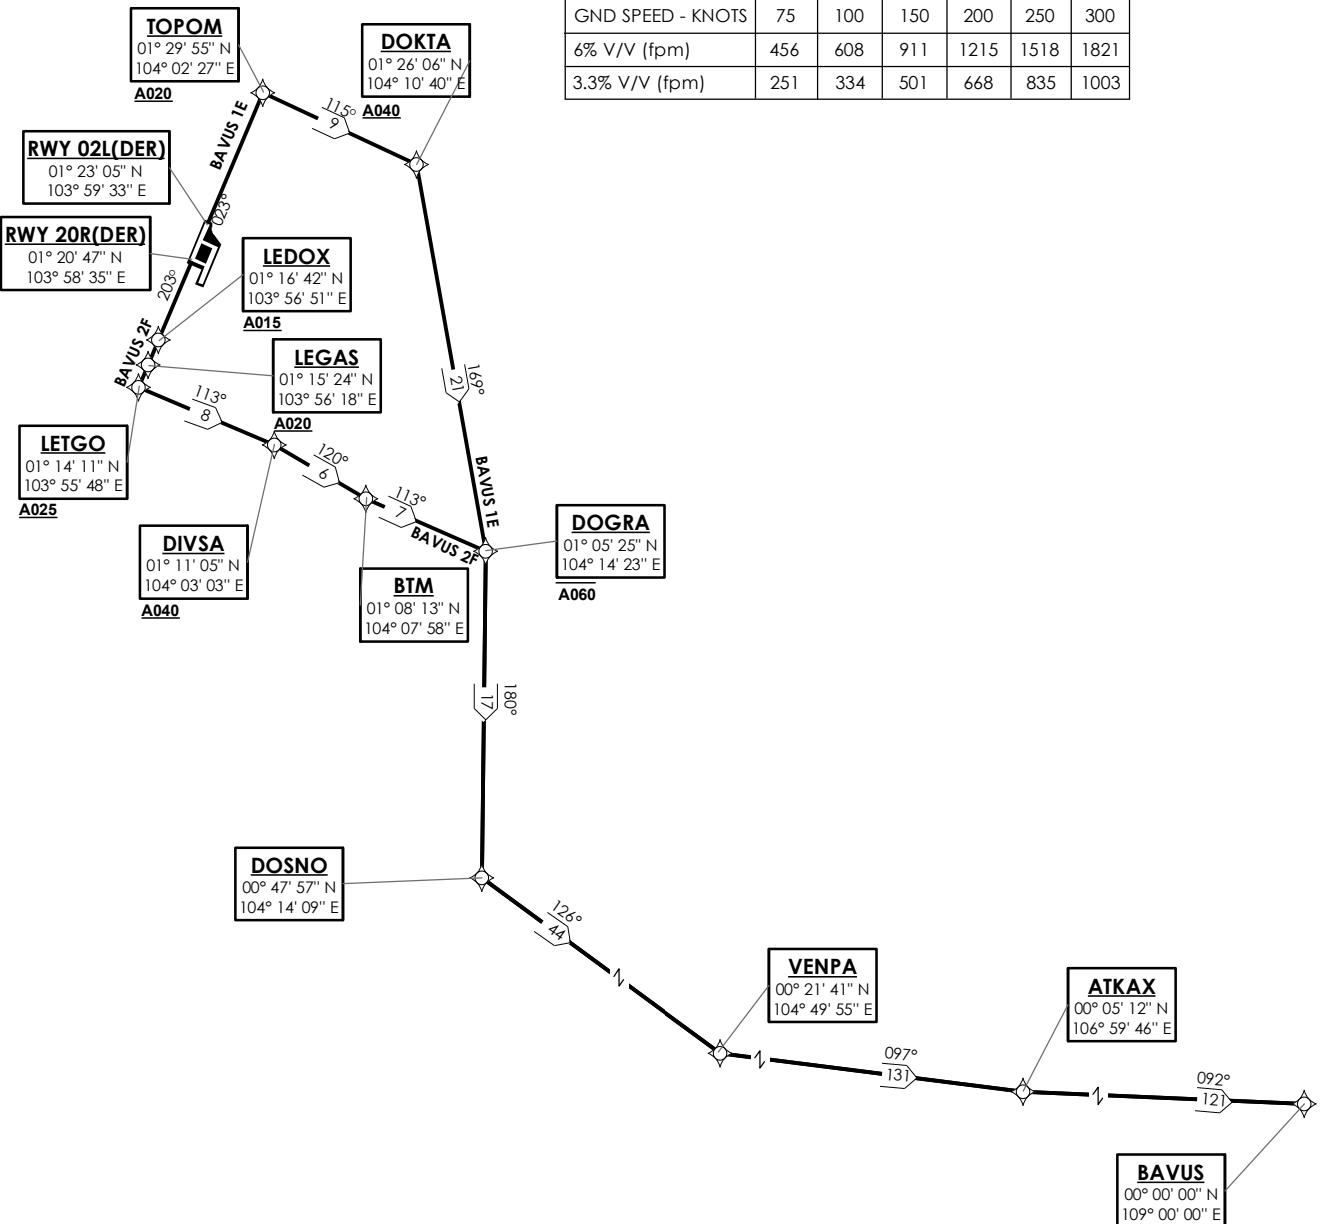 GND SPEED - KNOTS 75 100 150 200 250 300
6% V/V (fpm) 456 608 911 1215 1518 1821
3.3% V/V (fpm) 251 334 501 668 835 1003
TOPOM
01° 29' 55" N
104° 02' 27" E
A020
DOKTA
01° 26' 06" N
104° 10' 40" E
A040
115°
9
BAVUS 1E
RWY 02L(DER)
01° 23' 05" N
103° 59' 33" E
023°
RWY 20R(DER)
01° 20' 47" N
103° 58' 35" E
203°
LEDOX
01° 16' 42" N
103° 56' 51" E
A015
BAVUS 2F
LEGAS
01° 15' 24" N
103° 56' 18" E
A020
169°
21
BAVUS 1E
113°
8
LETGO
01° 14' 11" N
103° 55' 48" E
A025
120°
6
113°
7
BAVUS 2F
DIVSA
01° 11' 05" N
104° 03' 03" E
A040
BTM
01° 08' 13" N
104° 07' 58" E
DOGRA
01° 05' 25" N
104° 14' 23" E
A060
180°
17
DOSNO
00° 47' 57" N
104° 14' 09" E
126°
44
VENPA
00° 21' 41" N
104° 49' 55" E
097°
131
ATKAX
00° 05' 12" N
106° 59' 46" E
092°
121
BAVUS
00° 00' 00" N
109° 00' 00" E